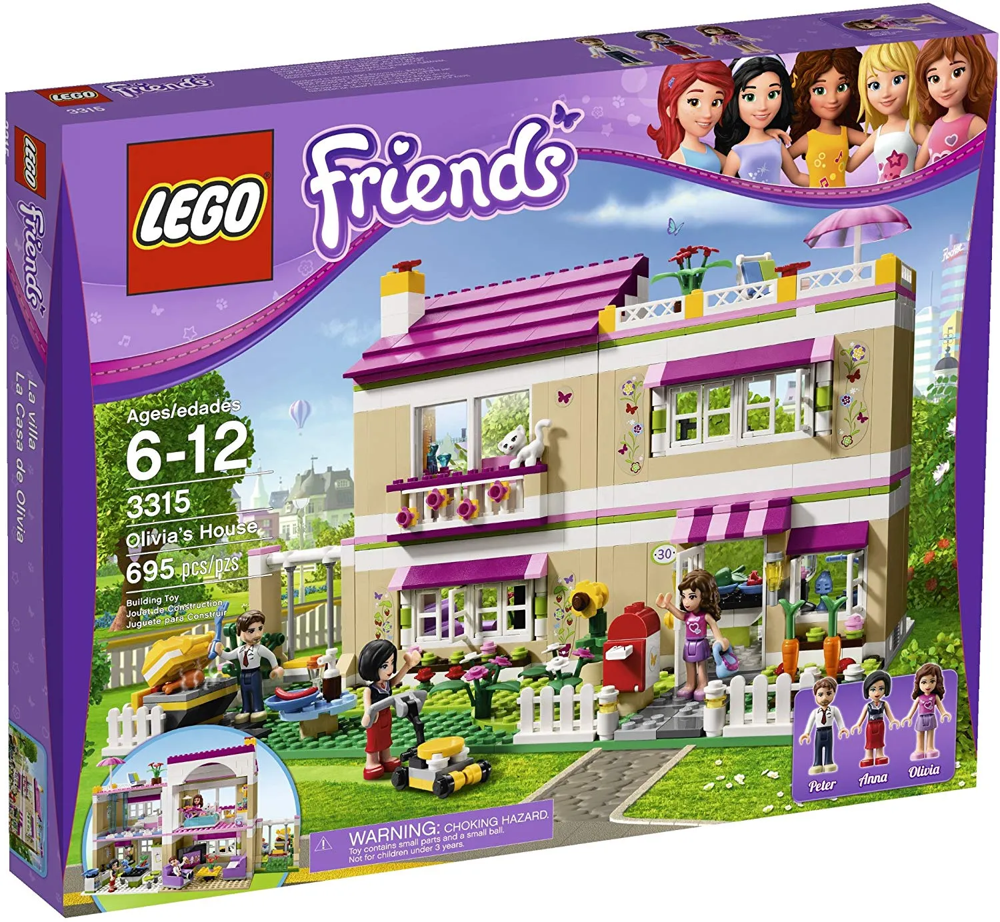 LEGO
Friends
3315
LEGO
Friends
La villa
La Casa de Olivia
LEGO®
Friends
Ages/edades
6-12
3315
Olivia's House
695 pcs/pzs
Building Toy
Jouet de Construction
Juguete para Construir
Rocket
30
Peter
Anna
Olivia
WARNING: CHOKING HAZARD.
Toy contains small parts and a small ball.
Not for children under 3 years.